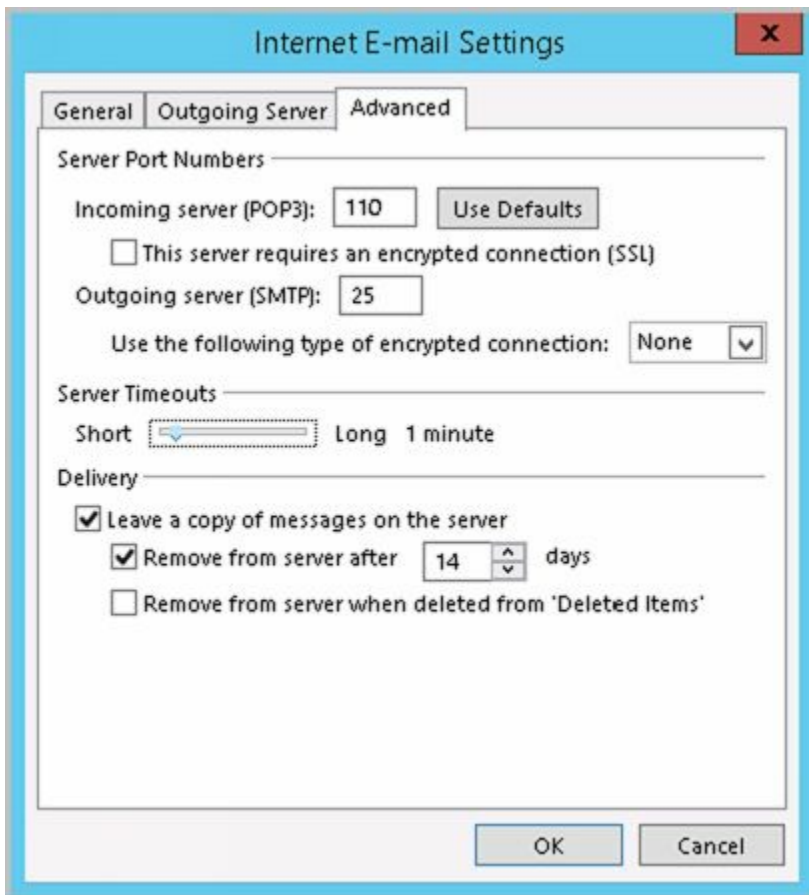 Internet E-mail Settings
x
General Outgoing Server Advanced
Server Port Numbers
Incoming server (POP3): 110 Use Defaults
This server requires an encrypted connection (SSL)
Outgoing server (SMTP): 25
Use the following type of encrypted connection: None
Server Timeouts
Short Long 1 minute
Delivery
Leave a copy of messages on the server
Remove from server after 14 days
Remove from server when deleted from 'Deleted Items'
OK Cancel